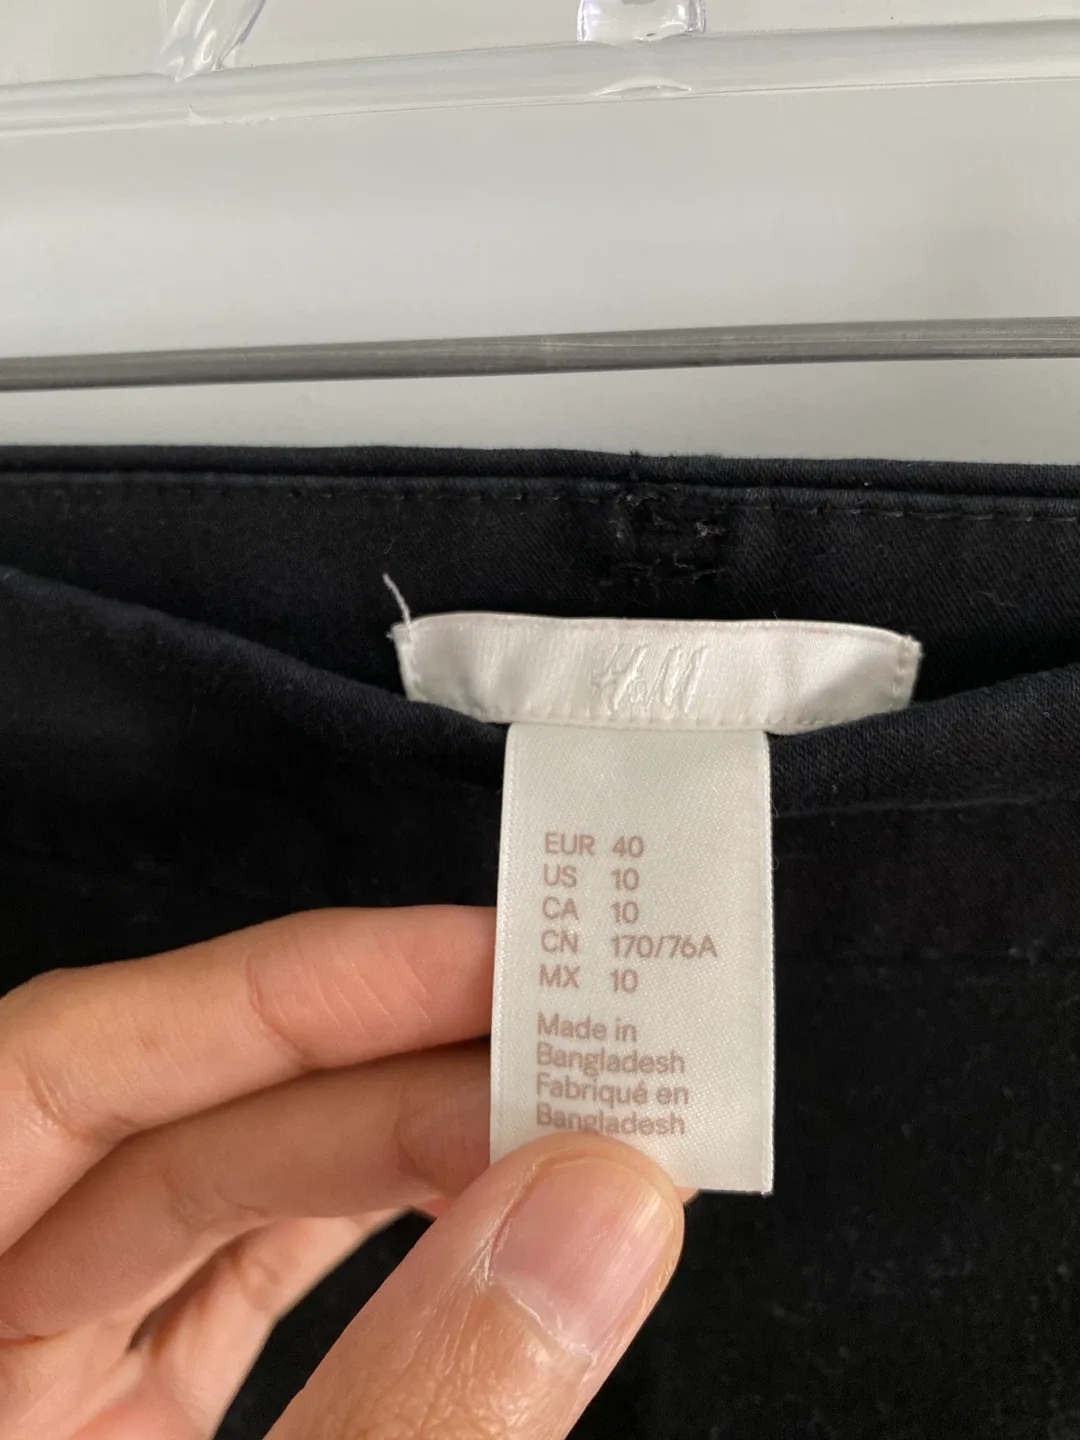 H&M
EUR 40
US 10
CA 10
CN 170/76A
MX 10
Made in
Bangladesh
Fabriqué en
Bangladesh